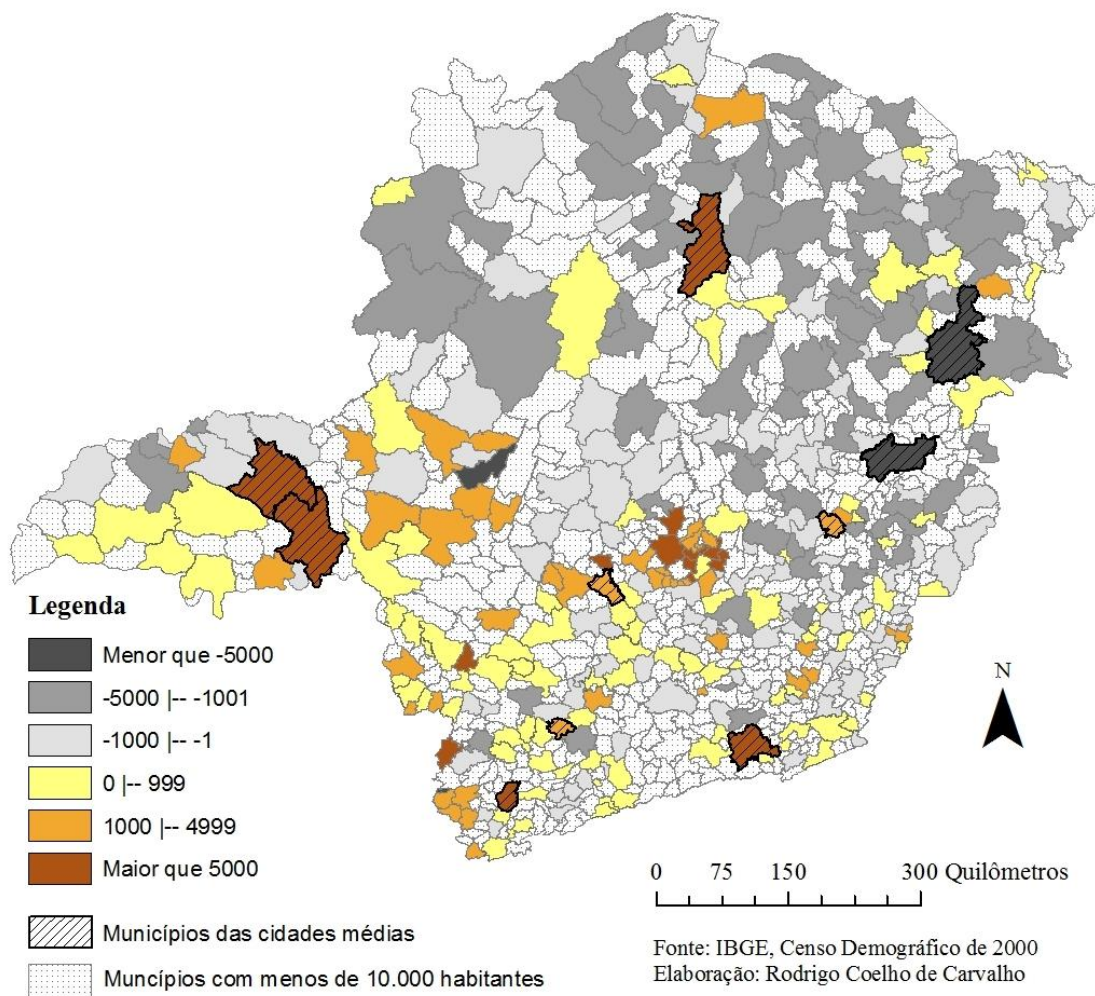 Legenda
Menor que -5000
-5000 |-- -1001
-1000 |-- -1
0 |-- 999
1000 |-- 4999
Maior que 5000
Municípios das cidades médias
Muncípios com menos de 10.000 habitantes
N
0 75 150 300 Quilômetros
Fonte: IBGE, Censo Demográfico de 2000
Elaboração: Rodrigo Coelho de Carvalho